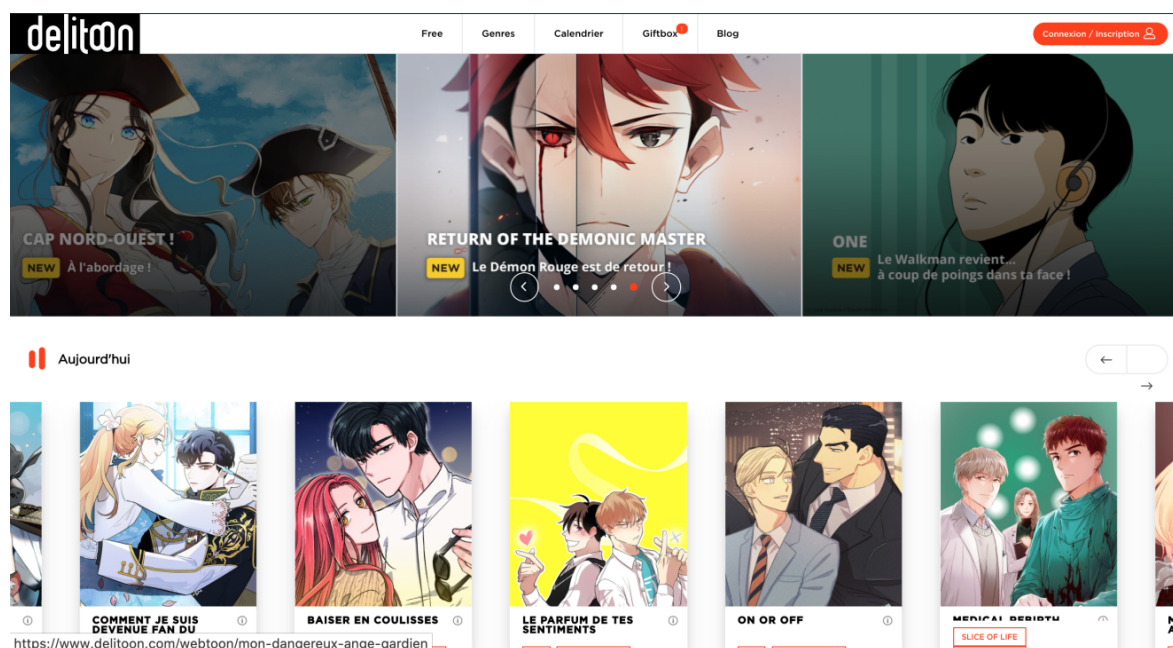 delitoon
Free Genres Calendrier Giftbox Blog
Connexion / Inscription
CAP NORD-OUEST !
NEW À l'abordage !
RETURN OF THE DEMONIC MASTER
NEW Le Démon Rouge est de retour !
ONE
NEW Le Walkman revient...
à coup de poings dans ta face !
Aujourd'hui
COMMENT JE SUIS
DEVENUE FAN DU
BAISER EN COULISSES
LE PARFUM DE TES
SENTIMENTS
ON OR OFF
MEDICAL REBIRTH
SLICE OF LIFE
https://www.delitoon.com/webtoon/mon-dangereux-ange-gardien